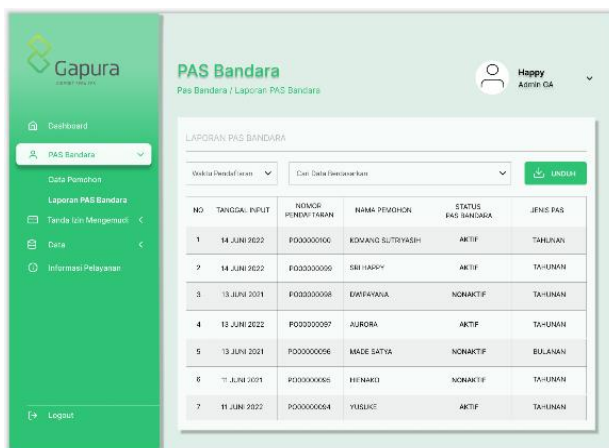 Gapura
PAS Bandara
Pas Bandara / Laporan PAS Bandara
Happy
Admin GA
Dashboard
PAS Bandara
Data Pemohon
Laporan PAS Bandara
Tanda Izin Mengemudi
Data
Informasi Pelayanan
Logout
LAPORAN PAS BANDARA
Waktu Pendaftaran
Cari Data Berdasarkan
UNDUH
NO TANGGAL INPUT NOMOR PENDAFTARAN NAMA PEMOHON STATUS PAS BANDARA JENIS PAS
1 14 JUNI 2022 P000000100 KOMANG SUTRIYASIH AKTIF TAHUNAN
2 14 JUNI 2022 P000000099 SRI HAPPY AKTIF TAHUNAN
3 13 JUNI 2021 P000000098 DWIPAYANA NONAKTIF TAHUNAN
4 13 JUNI 2022 P000000097 AURORA AKTIF TAHUNAN
5 13 JUNI 2021 P000000096 MADE SATYA NONAKTIF BULANAN
6 11 JUNI 2021 P000000095 NONAKTIF TAHUNAN
7 11 JUNI 2022 P000000094 YUSUKE AKTIF TAHUNAN